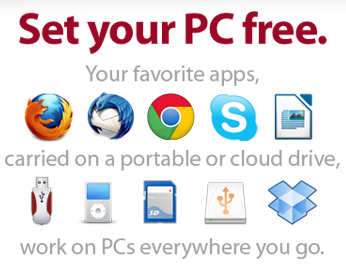 Set your PC free.
Your favorite apps,
S
carried on a portable or cloud drive,
SD
work on PCs everywhere you go.